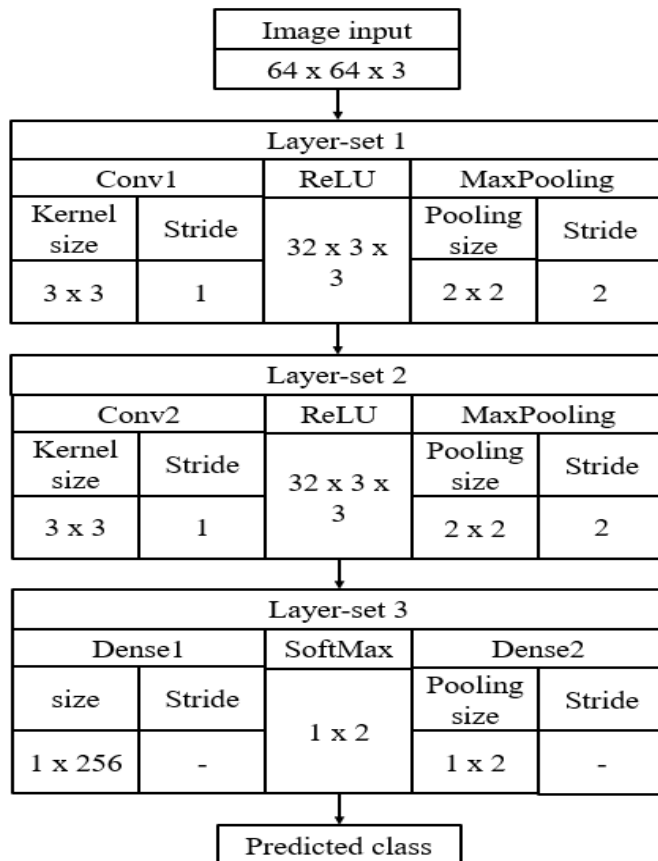 Image input
64 x 64 x 3
Layer-set 1
Conv1 ReLU MaxPooling
Kernel
size
Stride
32 x 3 x
3
Pooling
size
Stride
3 x 3 1 2 x 2 2
Layer-set 2
Conv2 ReLU MaxPooling
Kernel
size
Stride
32 x 3 x
3
Pooling
size
Stride
3 x 3 1 2 x 2 2
Layer-set 3
Dense1 SoftMax Dense2
size
Stride
1 x 2
Pooling
size
Stride
1 x 256 - 1 x 2 -
Predicted class